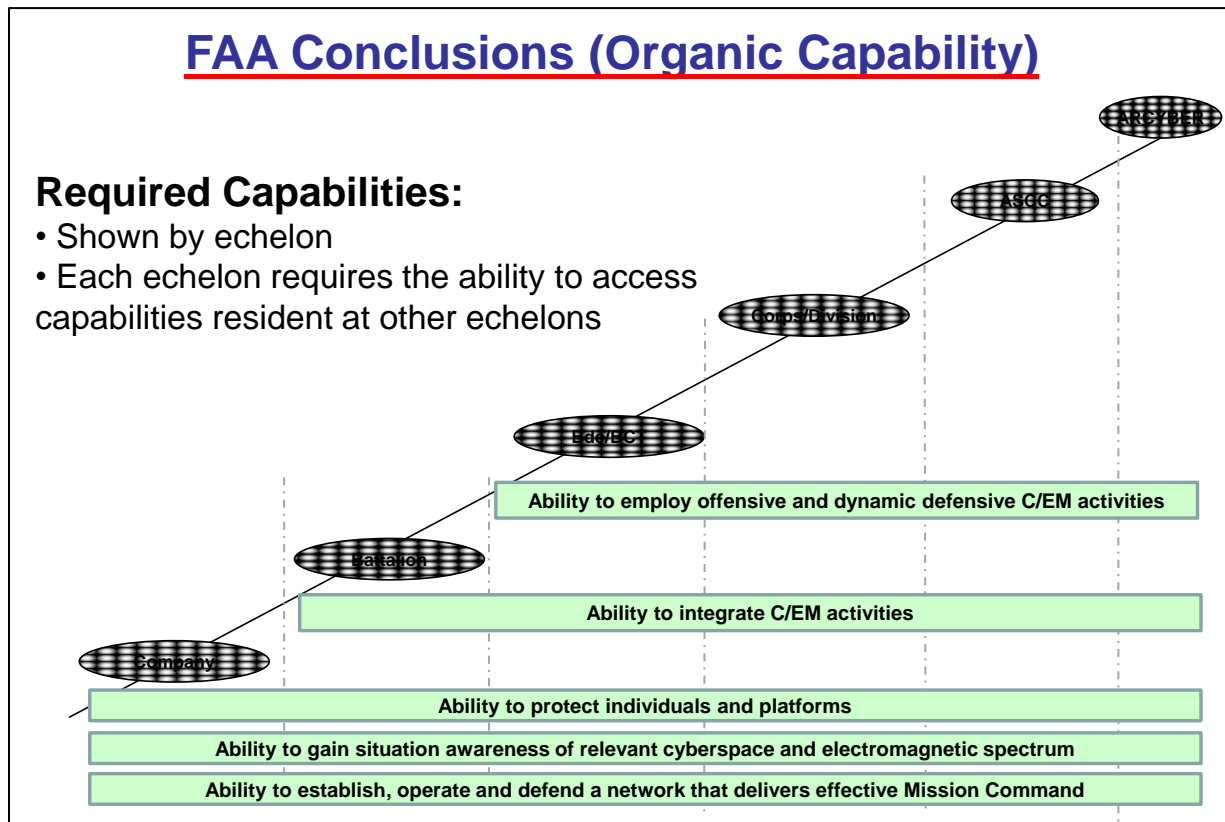 FAA Conclusions (Organic Capability)
ARCYBER
ASCC
Required Capabilities:
• Shown by echelon
• Each echelon requires the ability to access
capabilities resident at other echelons
Corps/Division
Bde/BCT
Ability to employ offensive and dynamic defensive C/EM activities
Battalion
Ability to integrate C/EM activities
Company
Ability to protect individuals and platforms
Ability to gain situation awareness of relevant cyberspace and electromagnetic spectrum
Ability to establish, operate and defend a network that delivers effective Mission Command